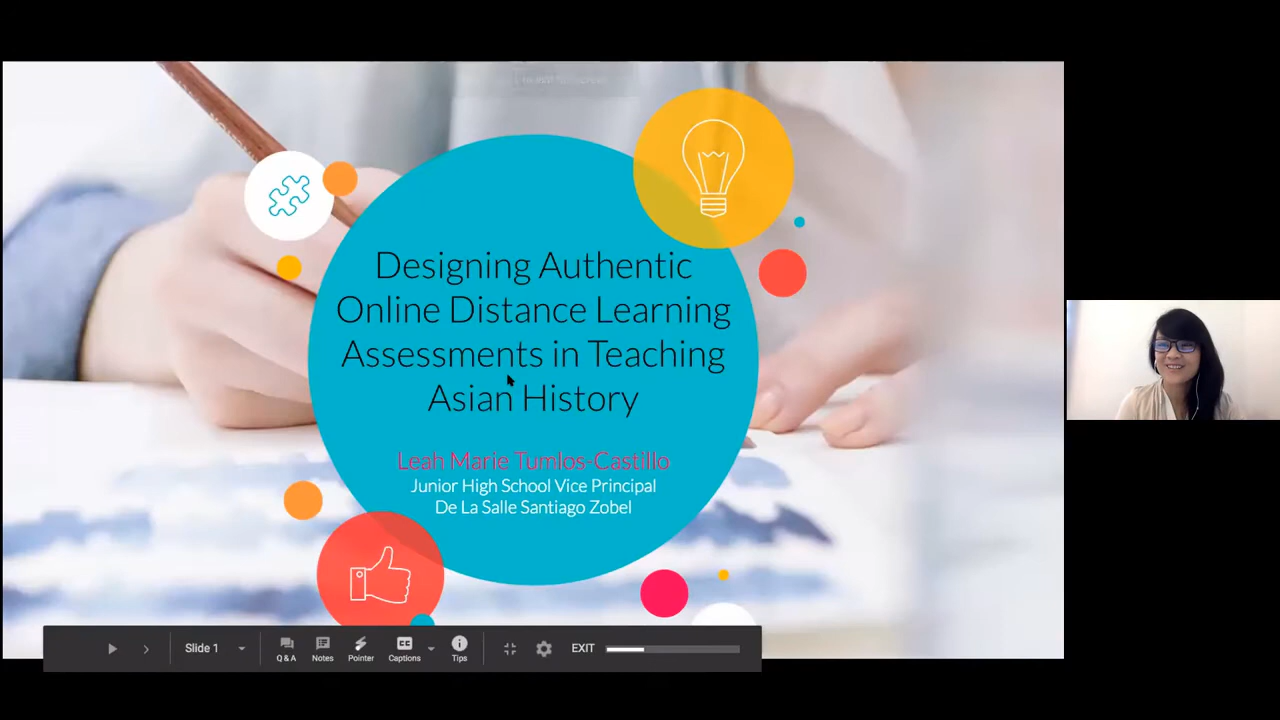 Designing Authentic
Online Distance Learning
Assessments in Teaching
Asian History
Leah Marie Tumlos-Castillo
Junior High School Vice Principal
De La Salle Santiago Zobel
Slide 1
Q & A
Notes
Pointer
CC
Captions
Tips
EXIT